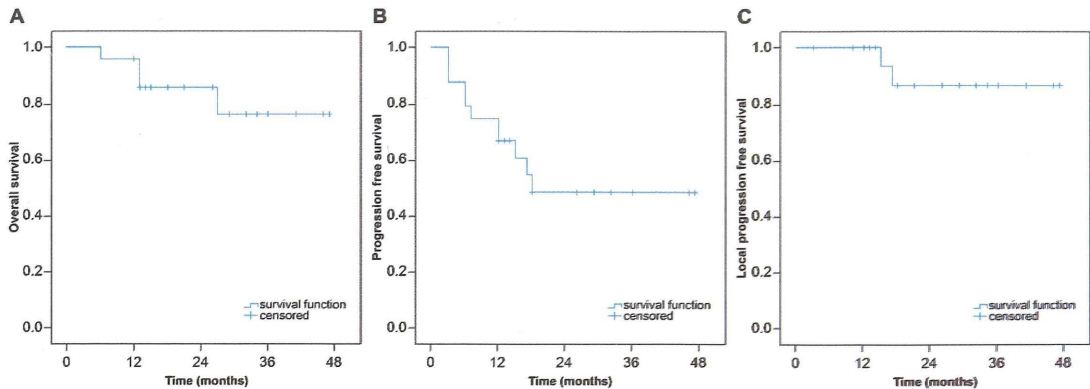 A
Overall survival
1.0
0.8
0.6
0.4
0.2
0.0
survival function
censored
0 12 24 36 48
Time (months)
B
Progression free survival
1.0
0.8
0.6
0.4
0.2
0.0
survival function
censored
0 12 24 36 48
Time (months)
C
Local progression free survival
1.0
0.8
0.6
0.4
0.2
0.0
survival function
censored
0 12 24 36 48
Time (months)